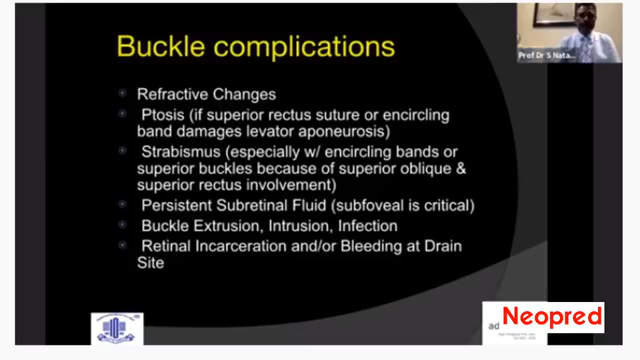 Buckle complications
Prof Dr S Nata...
Refractive Changes
Ptosis (if superior rectus suture or encircling
band damages levator aponeurosis)
Strabismus (especially w/ encircling bands or
superior buckles because of superior oblique &
superior rectus involvement)
Persistent Subretinal Fluid (subfoveal is critical)
Buckle Extrusion, Intrusion, Infection
Retinal Incarceration and/or Bleeding at Drain
Site
Neopred
ad